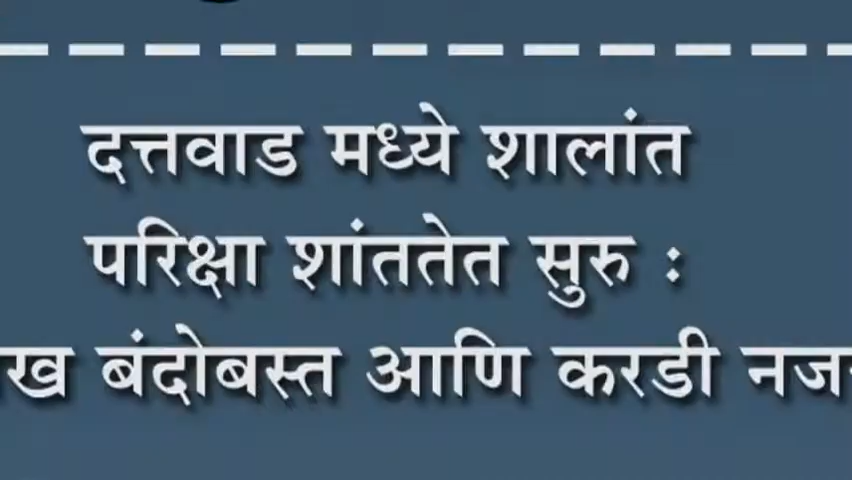 दत्तवाड मध्ये शालांत
परिक्षा शांततेत सुरु :
बंदोबस्त आणि करडी